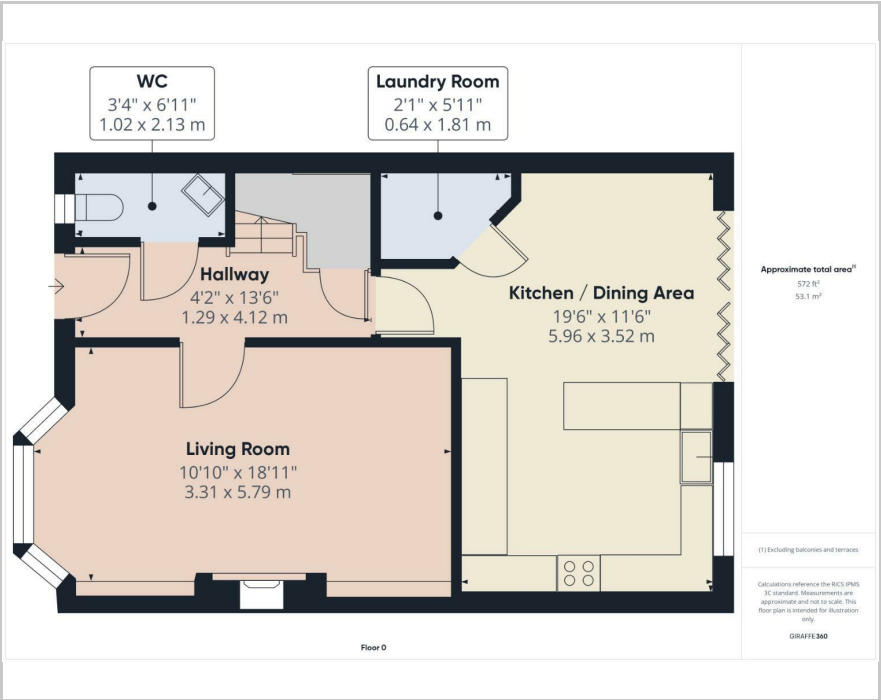 WC
3'4" x 6'11"
1.02 x 2.13 m
Laundry Room
2'1" x 5'11"
0.64 x 1.81 m
Hallway
4'2" x 13'6"
1.29 x 4.12 m
Kitchen / Dining Area
19'6" x 11'6"
5.96 x 3.52 m
Living Room
10'10" x 18'11"
3.31 x 5.79 m
Floor 0
Approximate total area(1)
572 ft²
53.1 m²
(1) Excluding balconies and terraces
Calculations reference the RICS IPMS
3C standard. Measurements are
approximate and not to scale. This
floor plan is intended for illustration
only.
GIRAFFE360